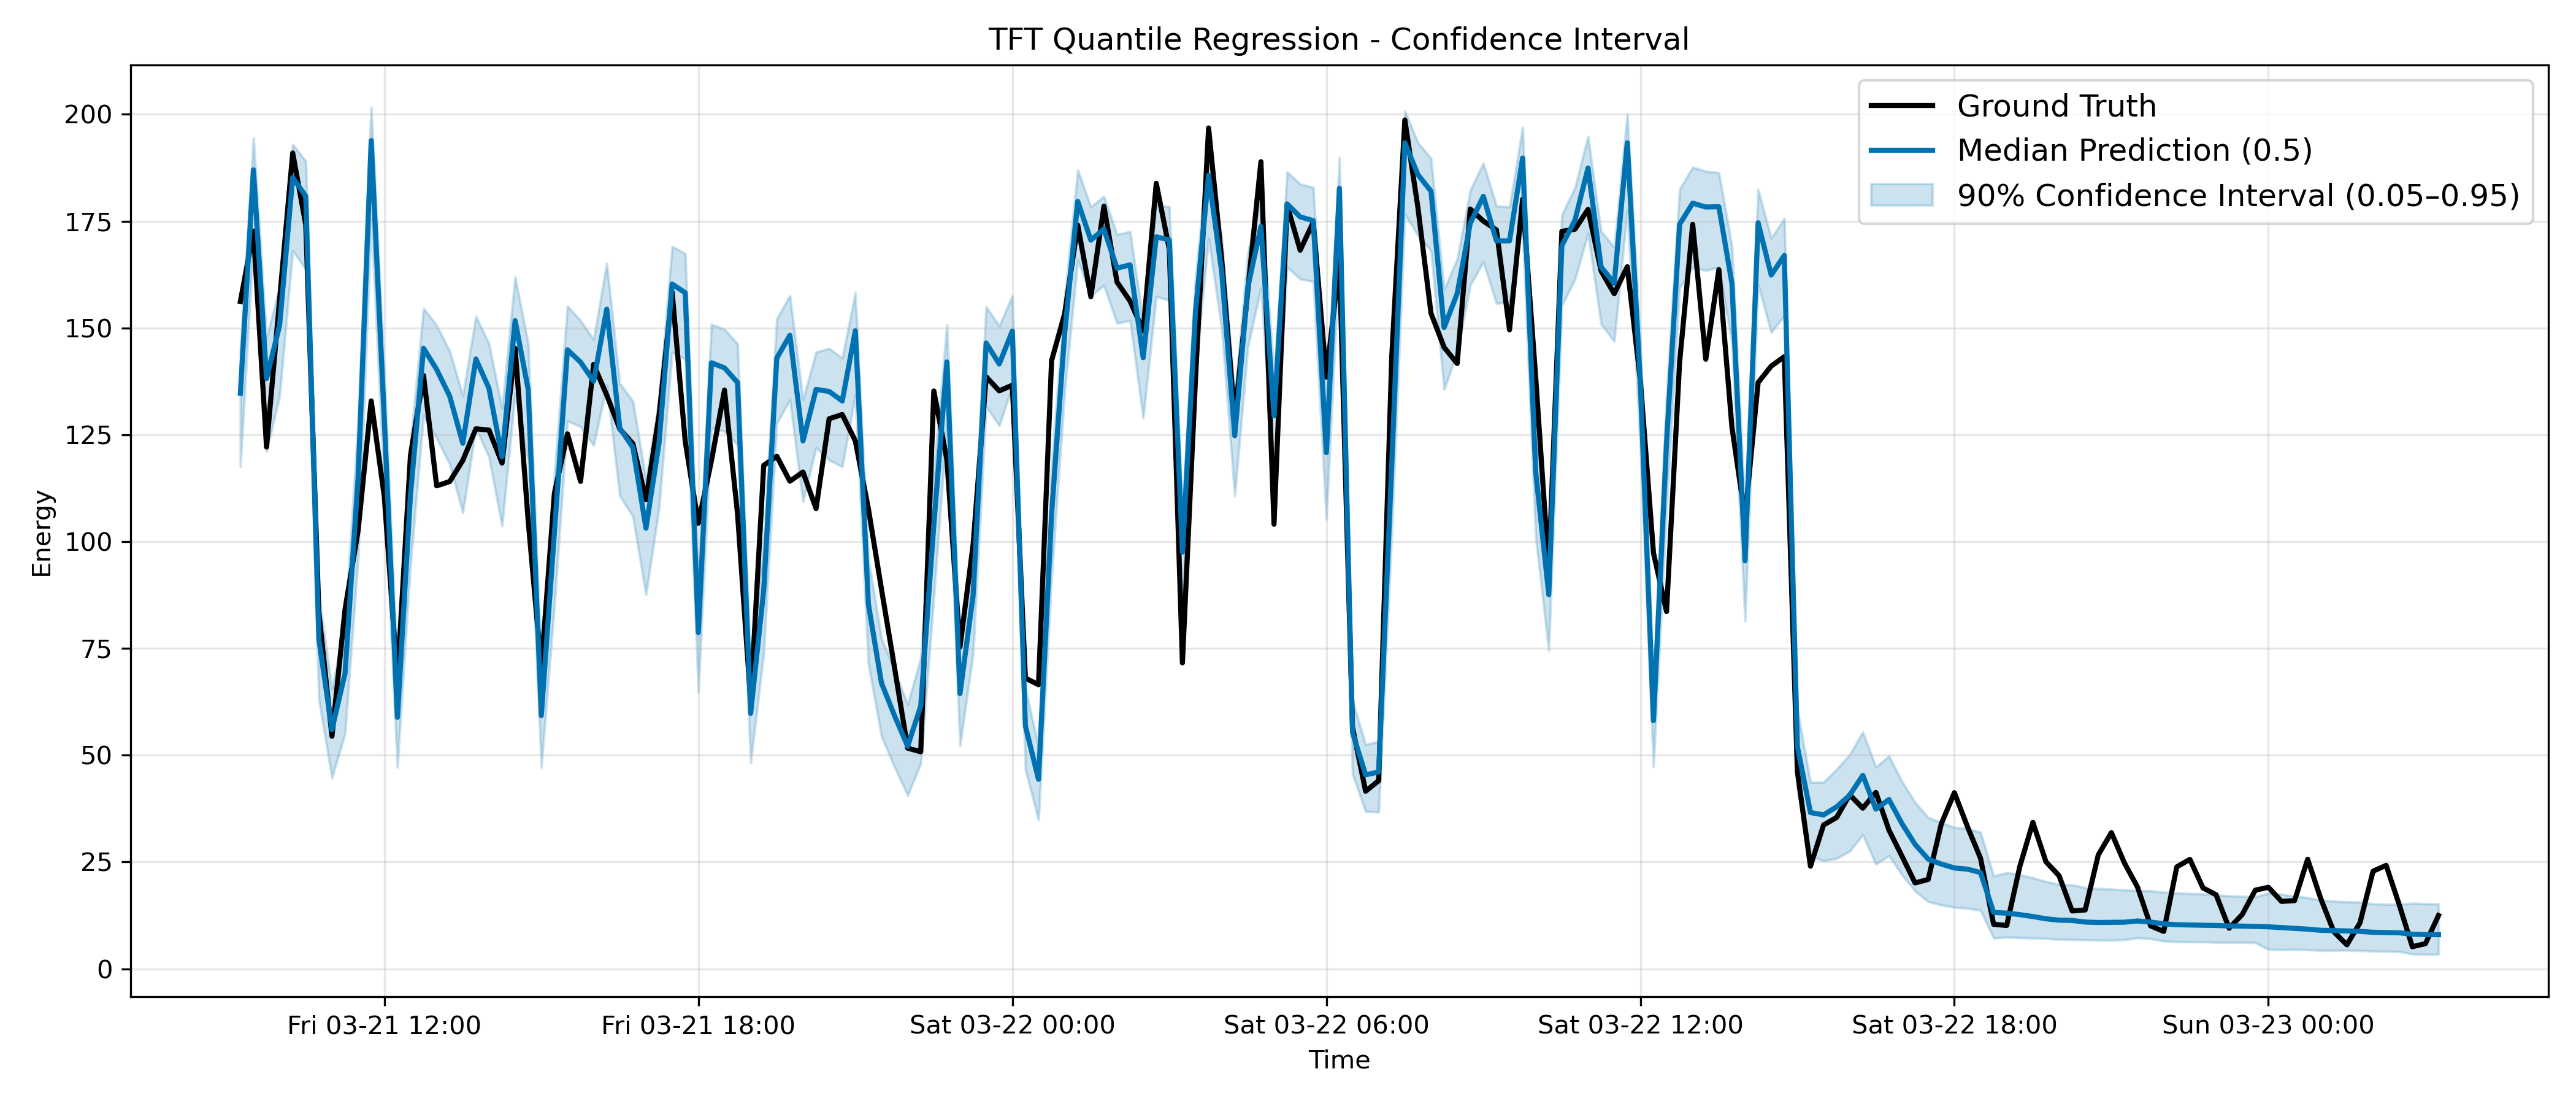 TFT Quantile Regression - Confidence Interval
Ground Truth
Median Prediction (0.5)
90% Confidence Interval (0.05–0.95)
Energy
200
175
150
125
100
75
50
25
0
Fri 03-21 12:00
Fri 03-21 18:00
Sat 03-22 00:00
Sat 03-22 06:00
Sat 03-22 12:00
Sat 03-22 18:00
Sun 03-23 00:00
Time